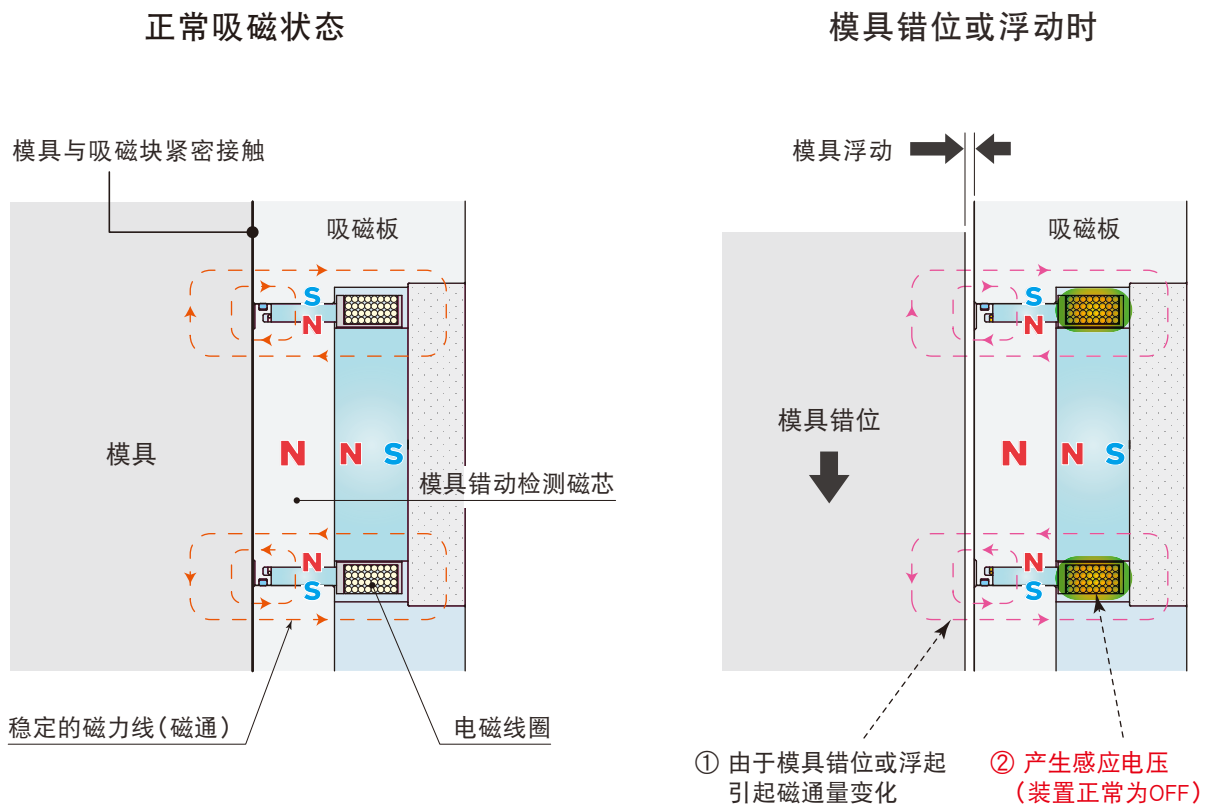 正常吸磁状态
模具与吸磁块紧密接触
吸磁板
S
N
模具
N
N
S
模具错动检测磁芯
N
S
稳定的磁力线(磁通)
电磁线圈
模具错位或浮动时
模具浮动
吸磁板
S
N
模具错位
N
N
S
N
S
① 由于模具错位或浮起
引起磁通量变化
② 产生感应电压
(装置正常为OFF)